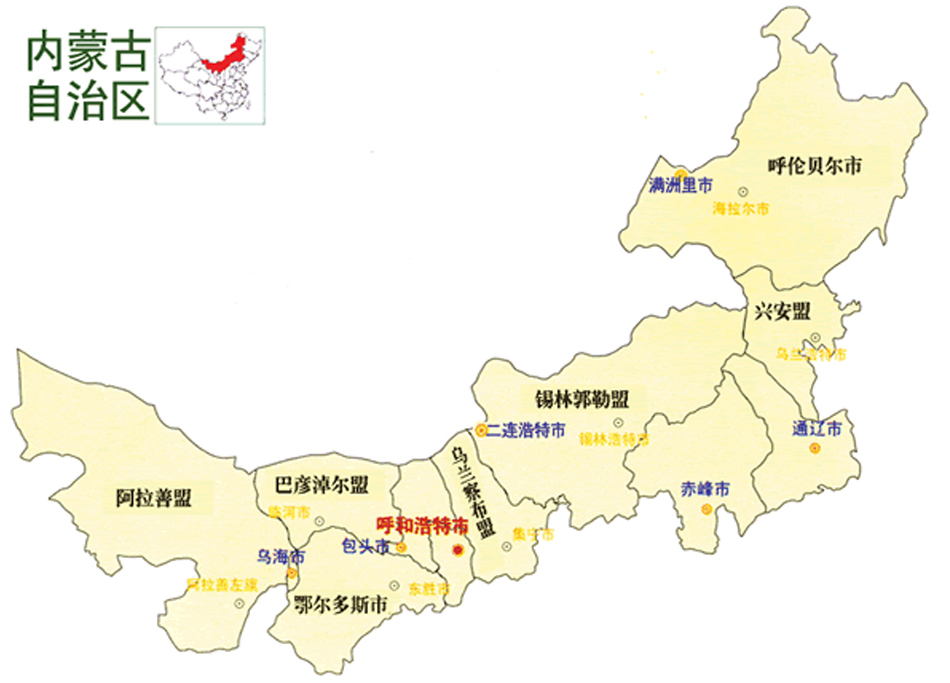 内蒙古
自治区
呼伦贝尔市
满洲里市
海拉尔市
兴安盟
乌兰浩特市
锡林郭勒盟
二连浩特市
锡林浩特市
通辽市
赤峰市
乌兰察布盟
巴彦淖尔盟
阿拉善盟
临河市
呼和浩特市
集宁市
包头市
乌海市
阿拉善左旗
东胜市
鄂尔多斯市